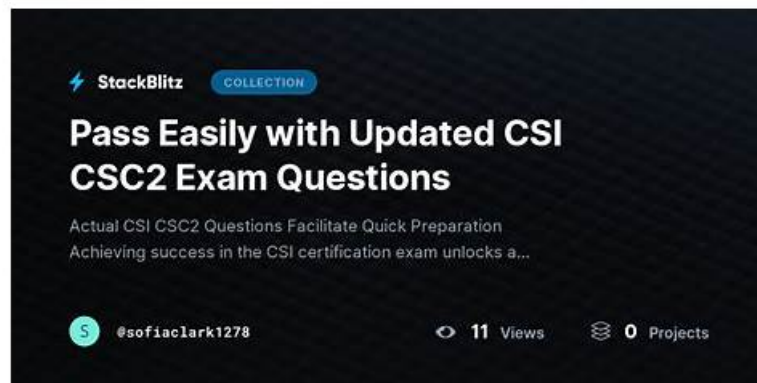 StackBlitz COLLECTION
Pass Easily with Updated CSI
CSC2 Exam Questions
Actual CSI CSC2 Questions Facilitate Quick Preparation
Achieving success in the CSI certification exam unlocks a...
S @sofiaclark1278 11 Views 0 Projects